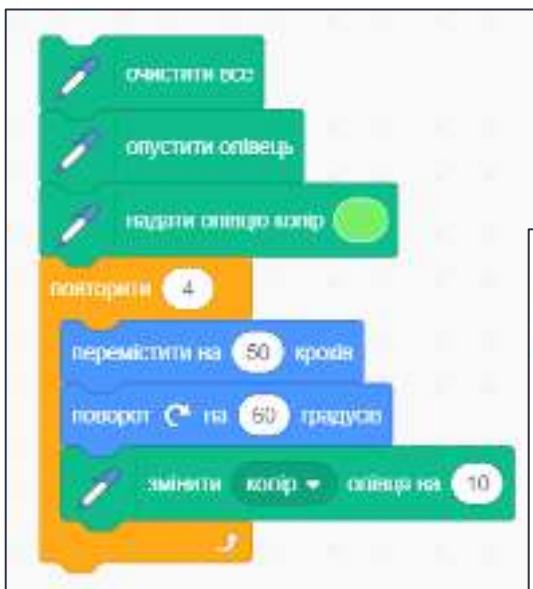 очистити все
опустити олівець
надати олівцю колір
повторити 4
перемістити на 50 кроків
поворот на 60 градусів
змінити колір олівця на 10